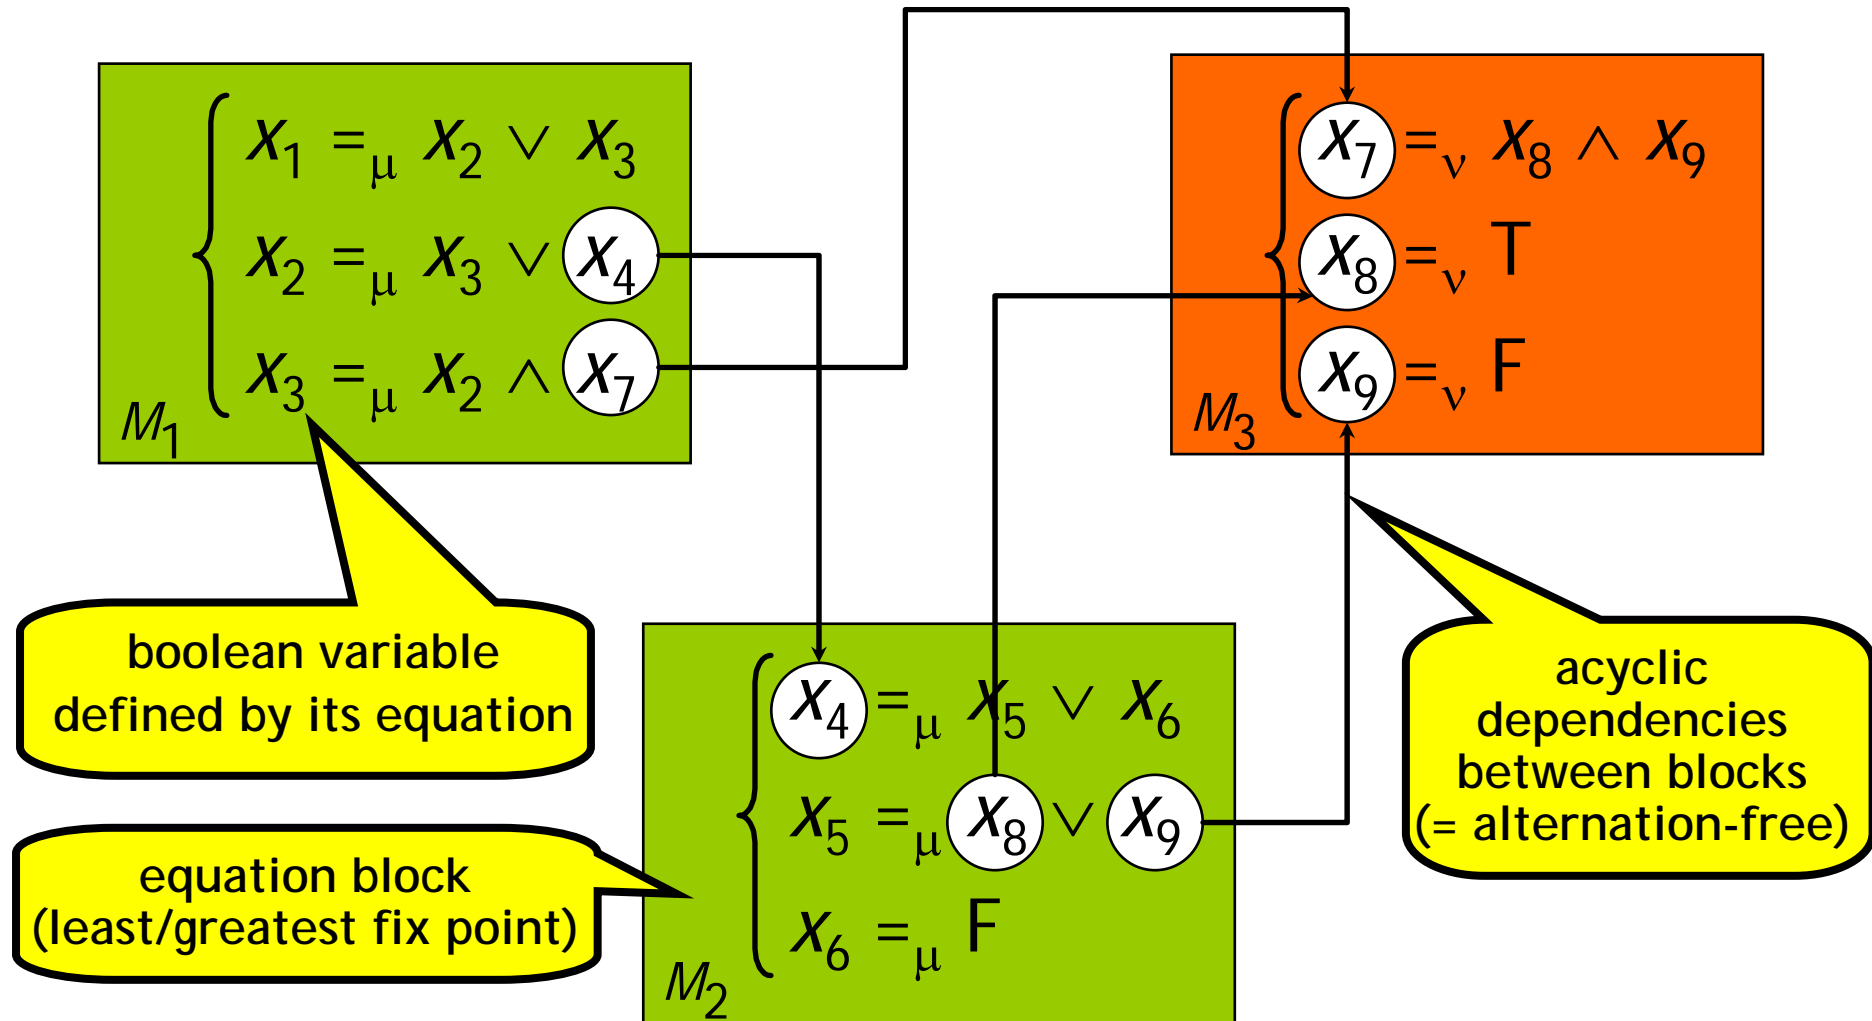 x₁ =μ x₂ ∨ x₃
x₂ =μ x₃ ∨ x₄
x₃ =μ x₂ ∧ x₇
M₁
x₇ =ν x₈ ∧ x₉
x₈ =ν T
x₉ =ν F
M₃
boolean variable
defined by its equation
equation block
(least/greatest fix point)
x₄ =μ x₅ ∨ x₆
x₅ =μ x₈ ∨ x₉
x₆ =μ F
M₂
acyclic
dependencies
between blocks
(= alternation-free)